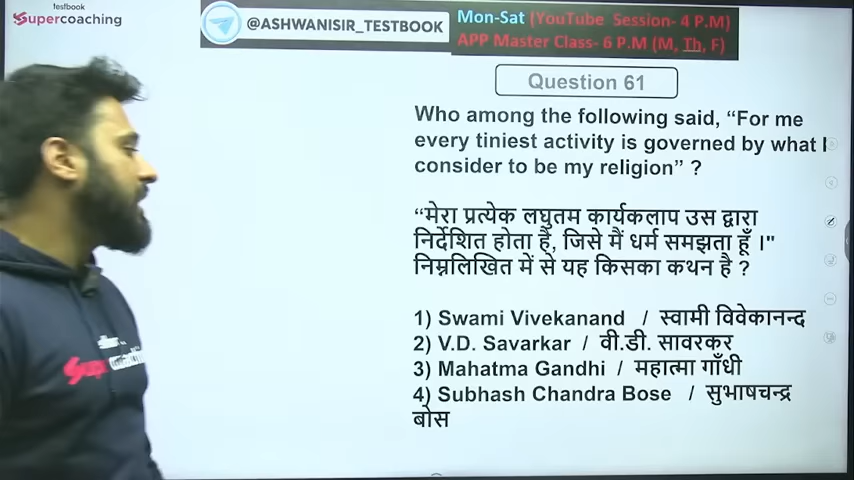 testbook
Supercoaching
@ASHWANISIR_TESTBOOK
Mon-Sat (YouTube Session- 4 P.M)
APP Master Class- 6 P.M (M, Th, F)
Question 61
Who among the following said, “For me
every tiniest activity is governed by what I
consider to be my religion” ?
“मेरा प्रत्येक लघुतम कार्यकलाप उस द्वारा
निर्देशित होता है, जिसे मैं धर्म समझता हूँ ।"
निम्नलिखित में से यह किसका कथन है ?
1) Swami Vivekanand / स्वामी विवेकानन्द
2) V.D. Savarkar / वी.डी. सावरकर
3) Mahatma Gandhi / महात्मा गाँधी
4) Subhash Chandra Bose / सुभाषचन्द्र
बोस